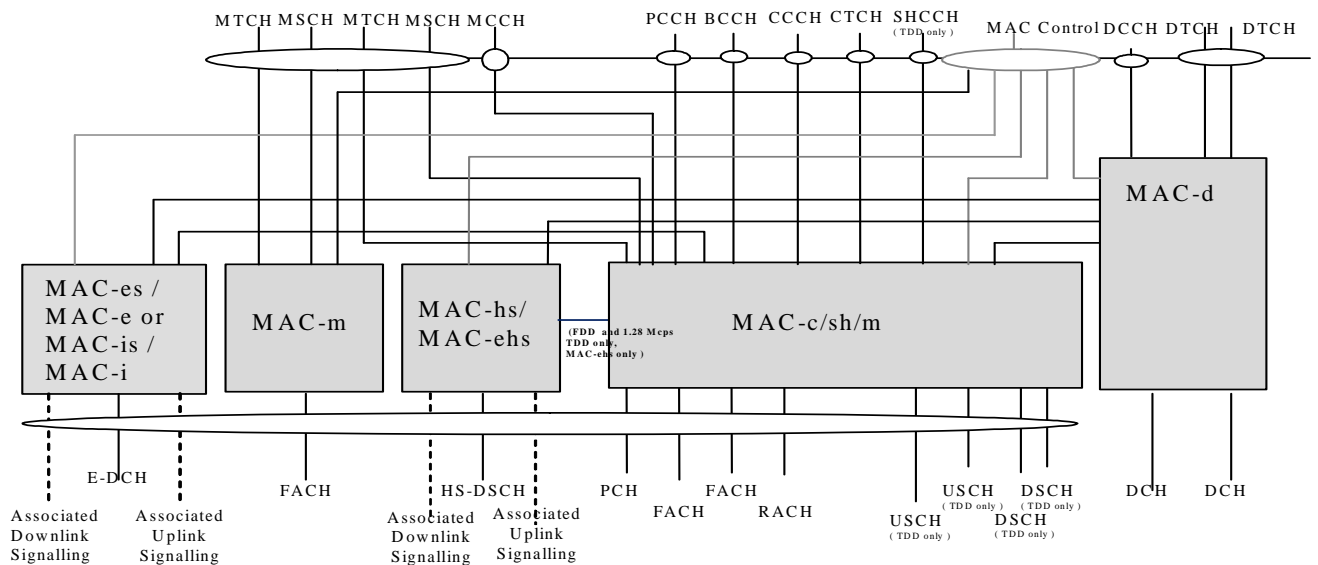 MTCH MSCH MTCH MSCH MCCH PCCH BCCH CCCH CTCH SHCCH MAC Control DCCH DTCH DTCH
( TDD only )
MAC-d
MAC-es /
MAC-e or
MAC-is /
MAC-i
MAC-m
MAC-hs/
MAC-ehs
(FDD and 1.28 Mcps
TDD only,
MAC-ehs only )
MAC-c/sh/m
E-DCH
Associated
Downlink
Signalling
Associated
Uplink
Signalling
FACH
HS-DSCH
Associated
Downlink
Signalling
Associated
Uplink
Signalling
PCH
FACH
FACH
RACH
USCH
( TDD only )
USCH
( TDD only )
DSCH
( TDD only )
DSCH
( TDD only )
DCH
DCH